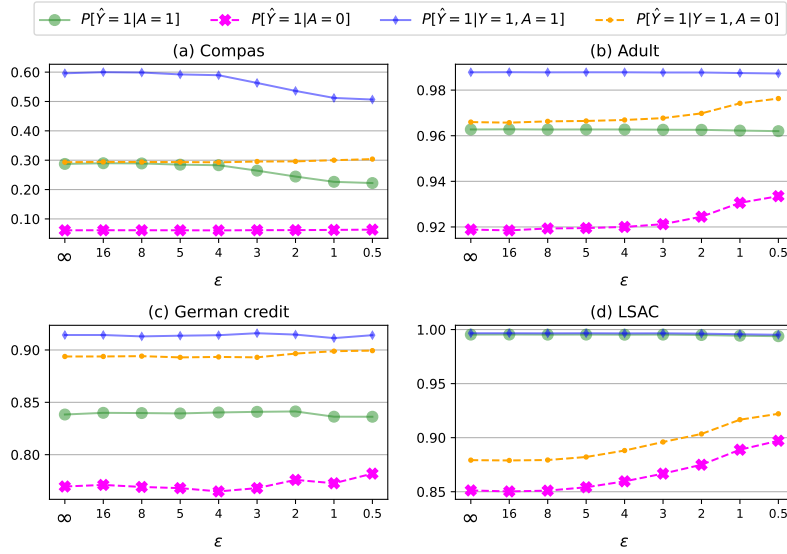 P[Ŷ = 1|A = 1] P[Ŷ = 1|A = 0] P[Ŷ = 1|Y = 1, A = 1] P[Ŷ = 1|Y = 1, A = 0]
(a) Compas
0.60
0.50
0.40
0.30
0.20
0.10
∞ 16 8 5 4 3 2 1 0.5
ε
(b) Adult
0.98
0.96
0.94
0.92
∞ 16 8 5 4 3 2 1 0.5
ε
(c) German credit
0.90
0.85
0.80
∞ 16 8 5 4 3 2 1 0.5
ε
(d) LSAC
1.00
0.95
0.90
0.85
∞ 16 8 5 4 3 2 1 0.5
ε